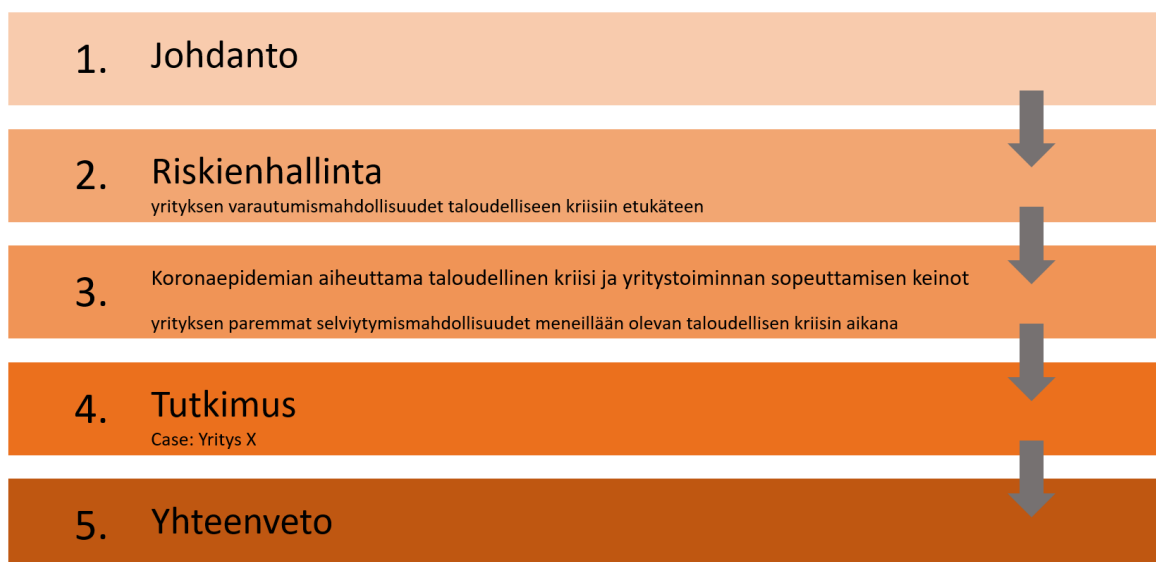 1. Johdanto
2. Riskienhallinta
yrityksen varautumismahdollisuudet taloudelliseen kriisiin etukäteen
3. Koronaepidemian aiheuttama taloudellinen kriisi ja yritystoiminnan sopeuttamisen keinot
yrityksen paremmat selviytymismahdollisuudet meneillään olevan taloudellisen kriisin aikana
4. Tutkimus
Case: Yritys X
5. Yhteenveto